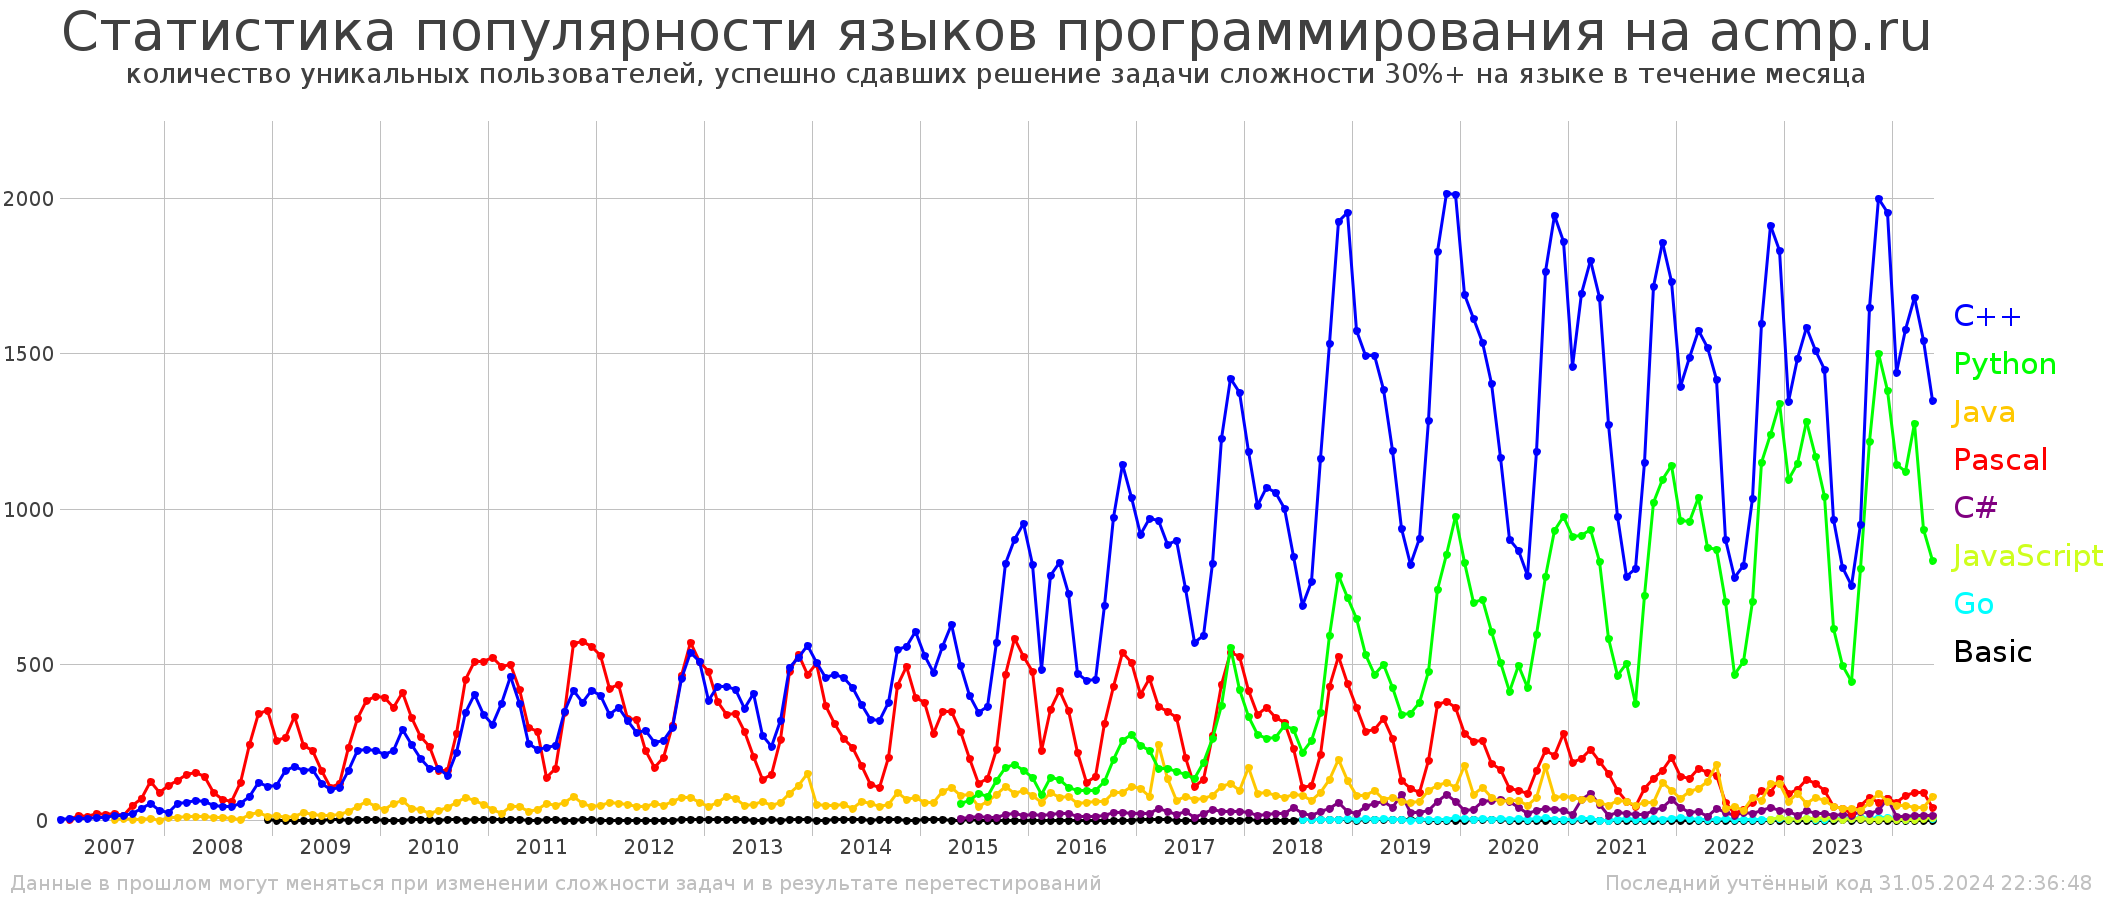 Статистика популярности языков программирования на acmp.ru
количество уникальных пользователей, успешно сдавших решение задачи сложности 30%+ на языке в течение месяца
2000
1500
1000
500
0
C++
Python
Java
Pascal
C#
JavaScript
Go
Basic
2007 2008 2009 2010 2011 2012 2013 2014 2015 2016 2017 2018 2019 2020 2021 2022 2023
Данные в прошлом могут меняться при изменении сложности задач и в результате перетестирований
Последний учтённый код 31.05.2024 22:36:48